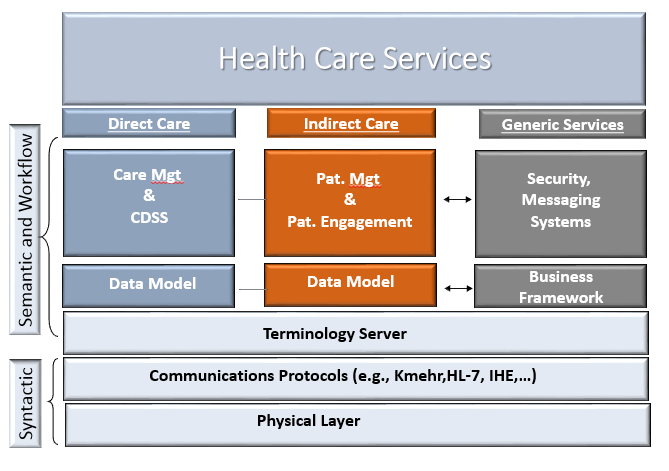 Health Care Services
Direct Care
Indirect Care
Generic Services
Semantic and Workflow
Care Mgt
&
CDSS
Pat. Mgt
&
Pat. Engagement
Security,
Messaging
Systems
Data Model
Data Model
Business
Framework
Terminology Server
Syntactic
Communications Protocols (e.g., Kmehr,HL-7, IHE,...)
Physical Layer